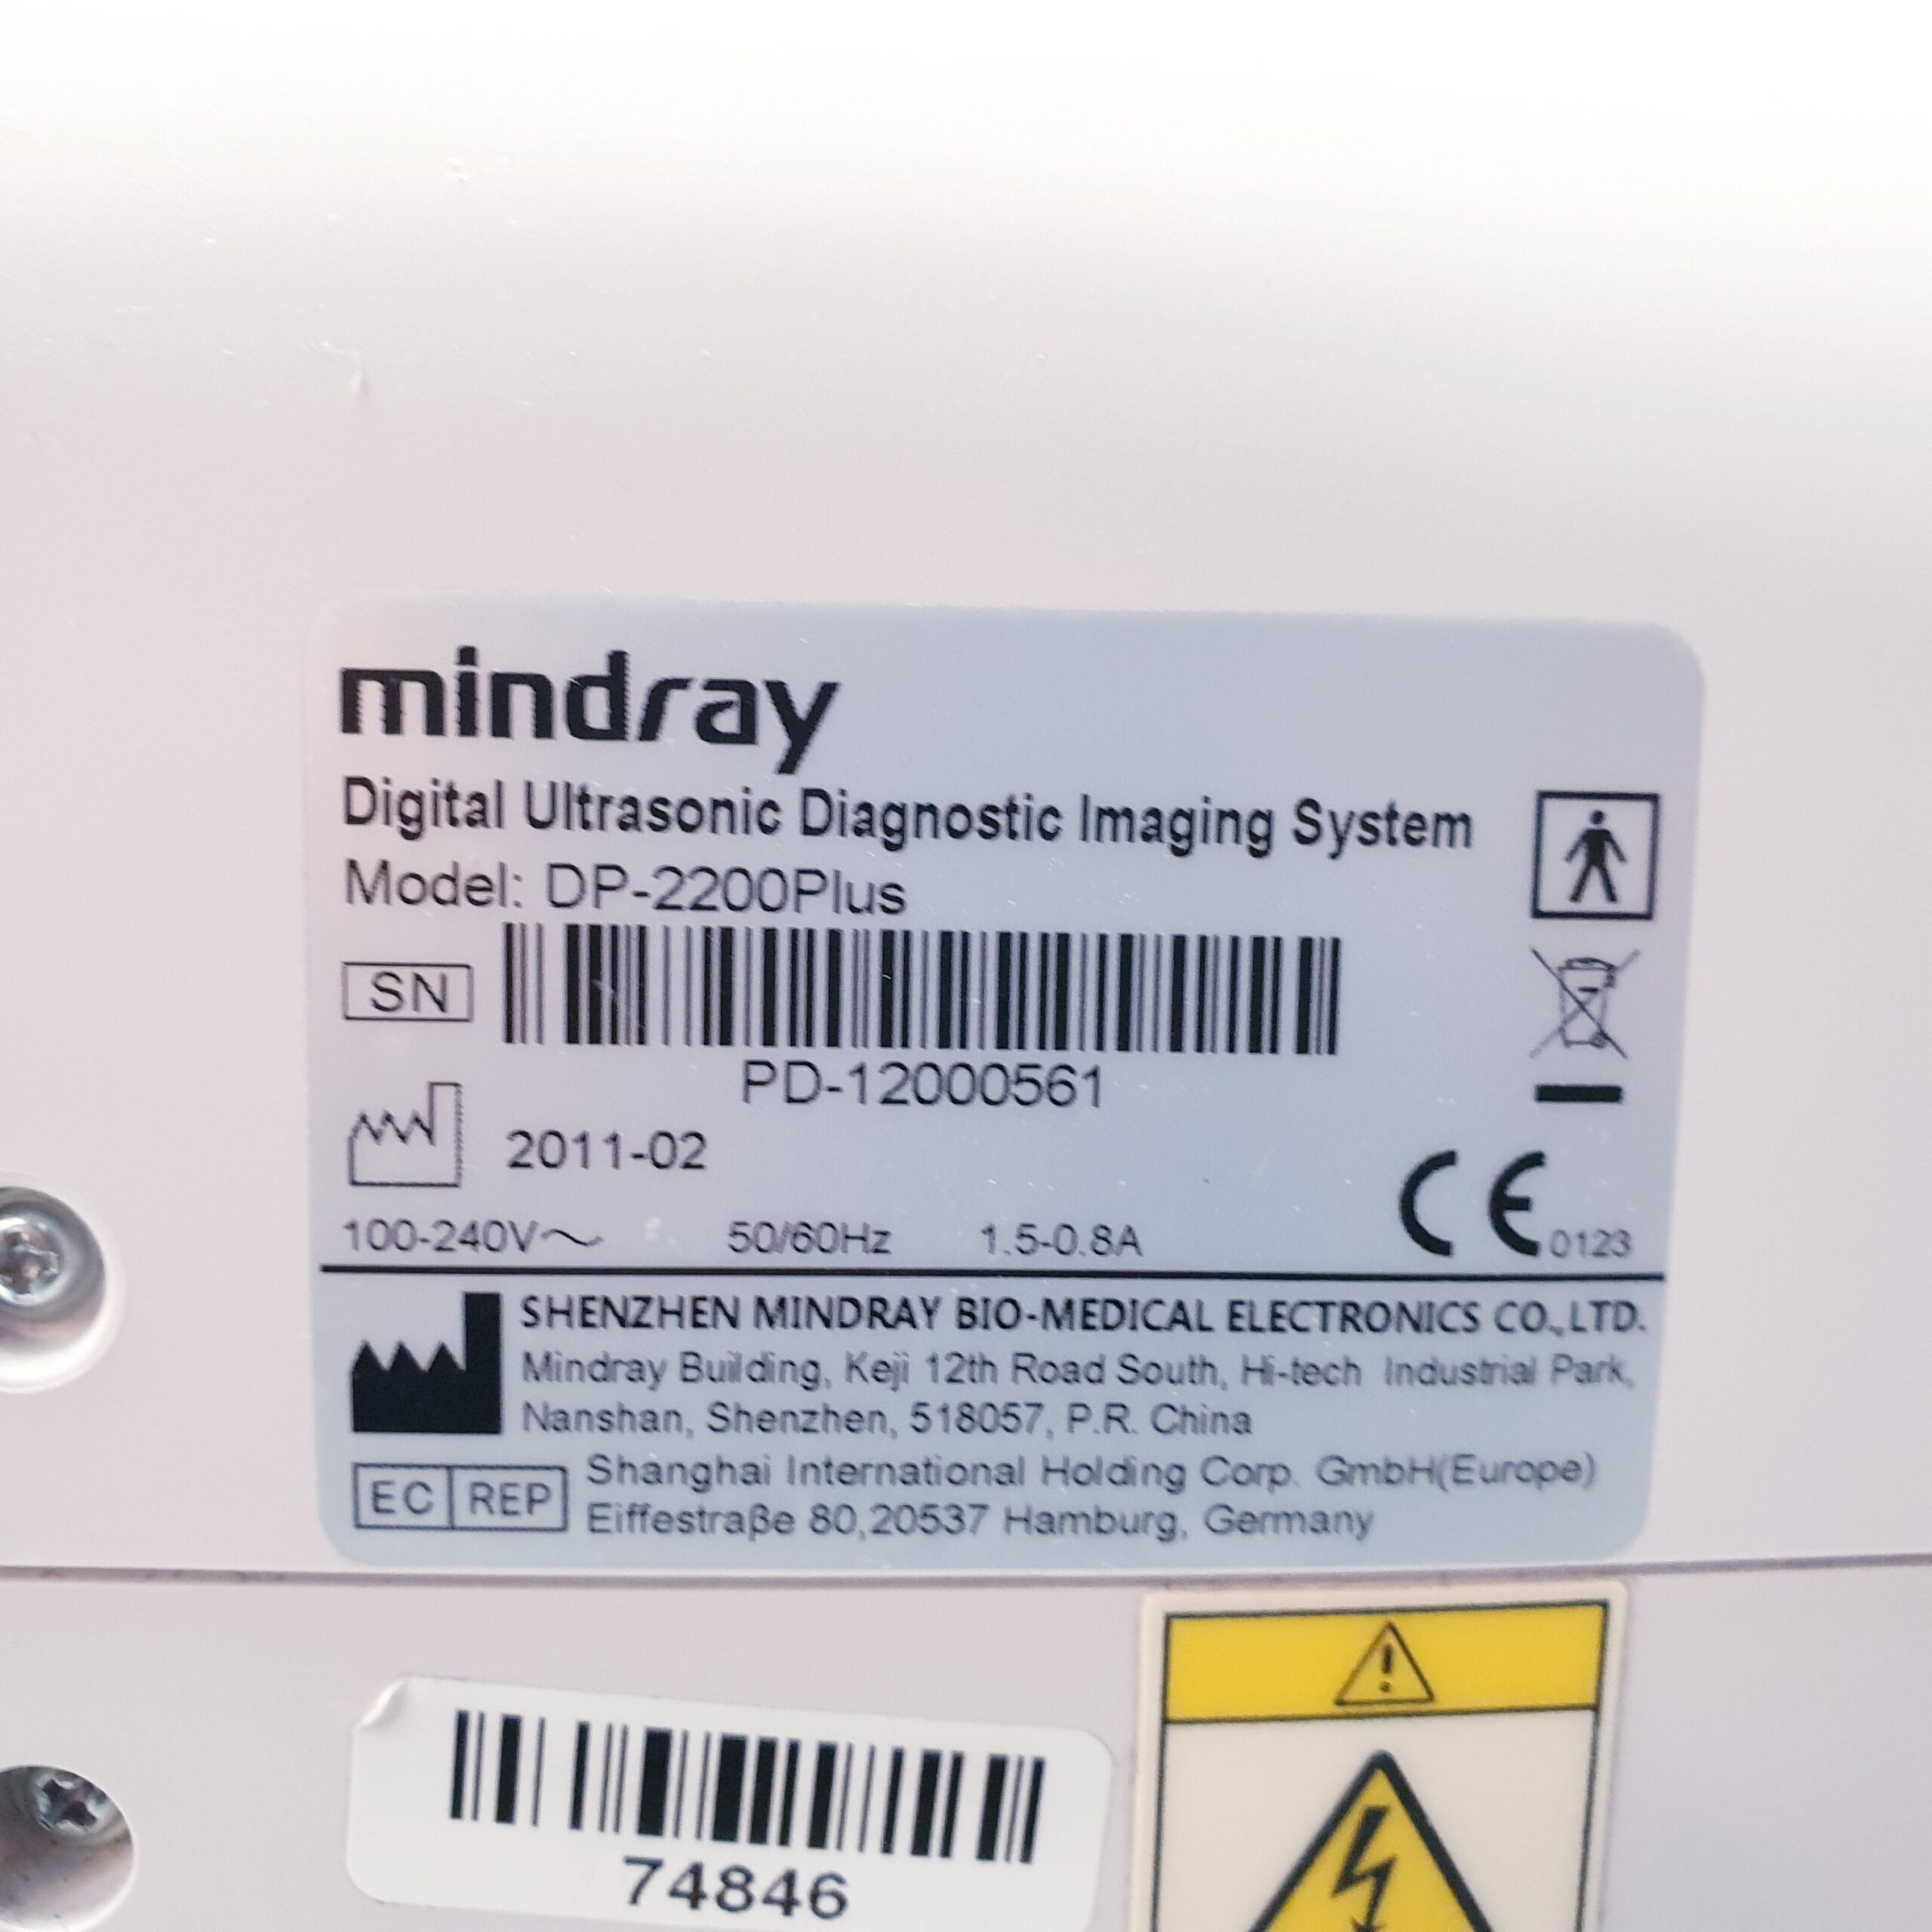 mindray
Digital Ultrasonic Diagnostic Imaging System
Model: DP-2200Plus
SN
PD-12000561
2011-02
100-240V~ 50/60Hz 1.5-0.8A
CE 0123
SHENZHEN MINDRAY BIO-MEDICAL ELECTRONICS CO.,LTD.
Mindray Building, Keji 12th Road South, Hi-tech Industrial Park,
Nanshan, Shenzhen, 518057, P.R. China
EC REP
Shanghai International Holding Corp. GmbH(Europe)
Eiffestraβe 80,20537 Hamburg, Germany
74846